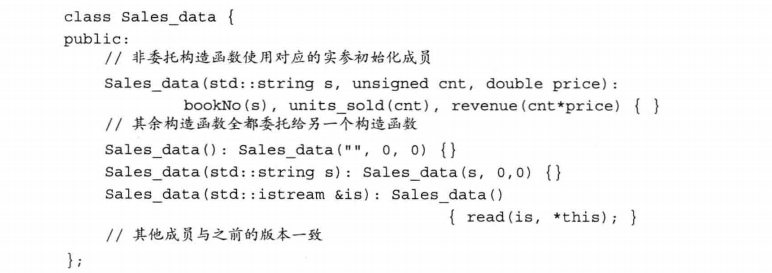 class Sales_data {
public:
// 非委托构造函数使用对应的实参初始化成员
Sales_data(std::string s, unsigned cnt, double price):
bookNo(s), units_sold(cnt), revenue(cnt*price) { }
// 其余构造函数全都委托给另一个构造函数
Sales_data(): Sales_data("", 0, 0) {}
Sales_data(std::string s): Sales_data(s, 0,0) {}
Sales_data(std::istream &is): Sales_data()
{ read(is, *this); }
// 其他成员与之前的版本一致
};